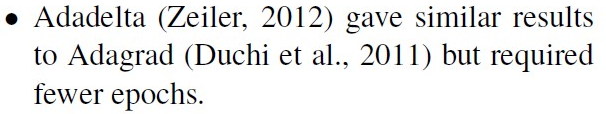 • Adadelta (Zeiler, 2012) gave similar results
to Adagrad (Duchi et al., 2011) but required
fewer epochs.